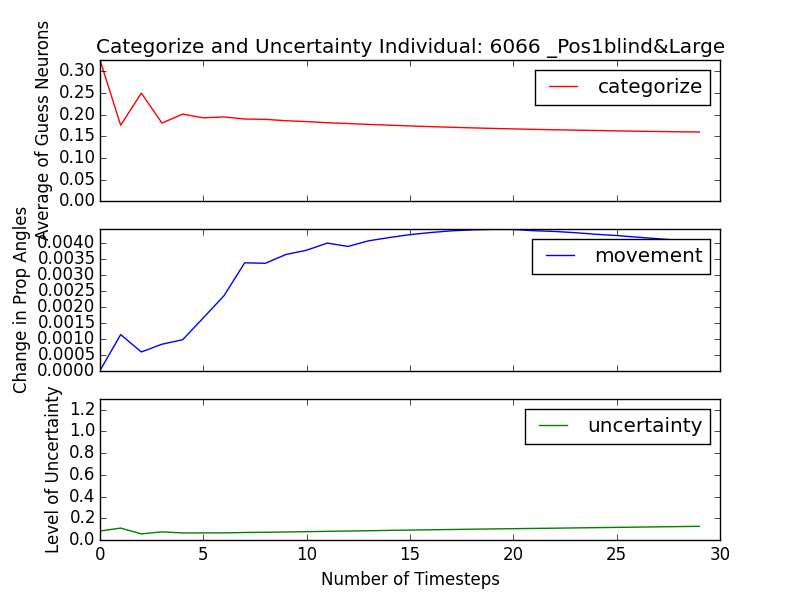 Categorize and Uncertainty Individual: 6066 _Pos1blind&Large
Average of Guess Neurons
0.30
0.25
0.20
0.15
0.10
0.05
0.00
categorize
Change in Prop Angles
0.0040
0.0035
0.0030
0.0025
0.0020
0.0015
0.0010
0.0005
0.0000
movement
Level of Uncertainty
1.2
1.0
0.8
0.6
0.4
0.2
0.0
uncertainty
0 5 10 15 20 25 30
Number of Timesteps